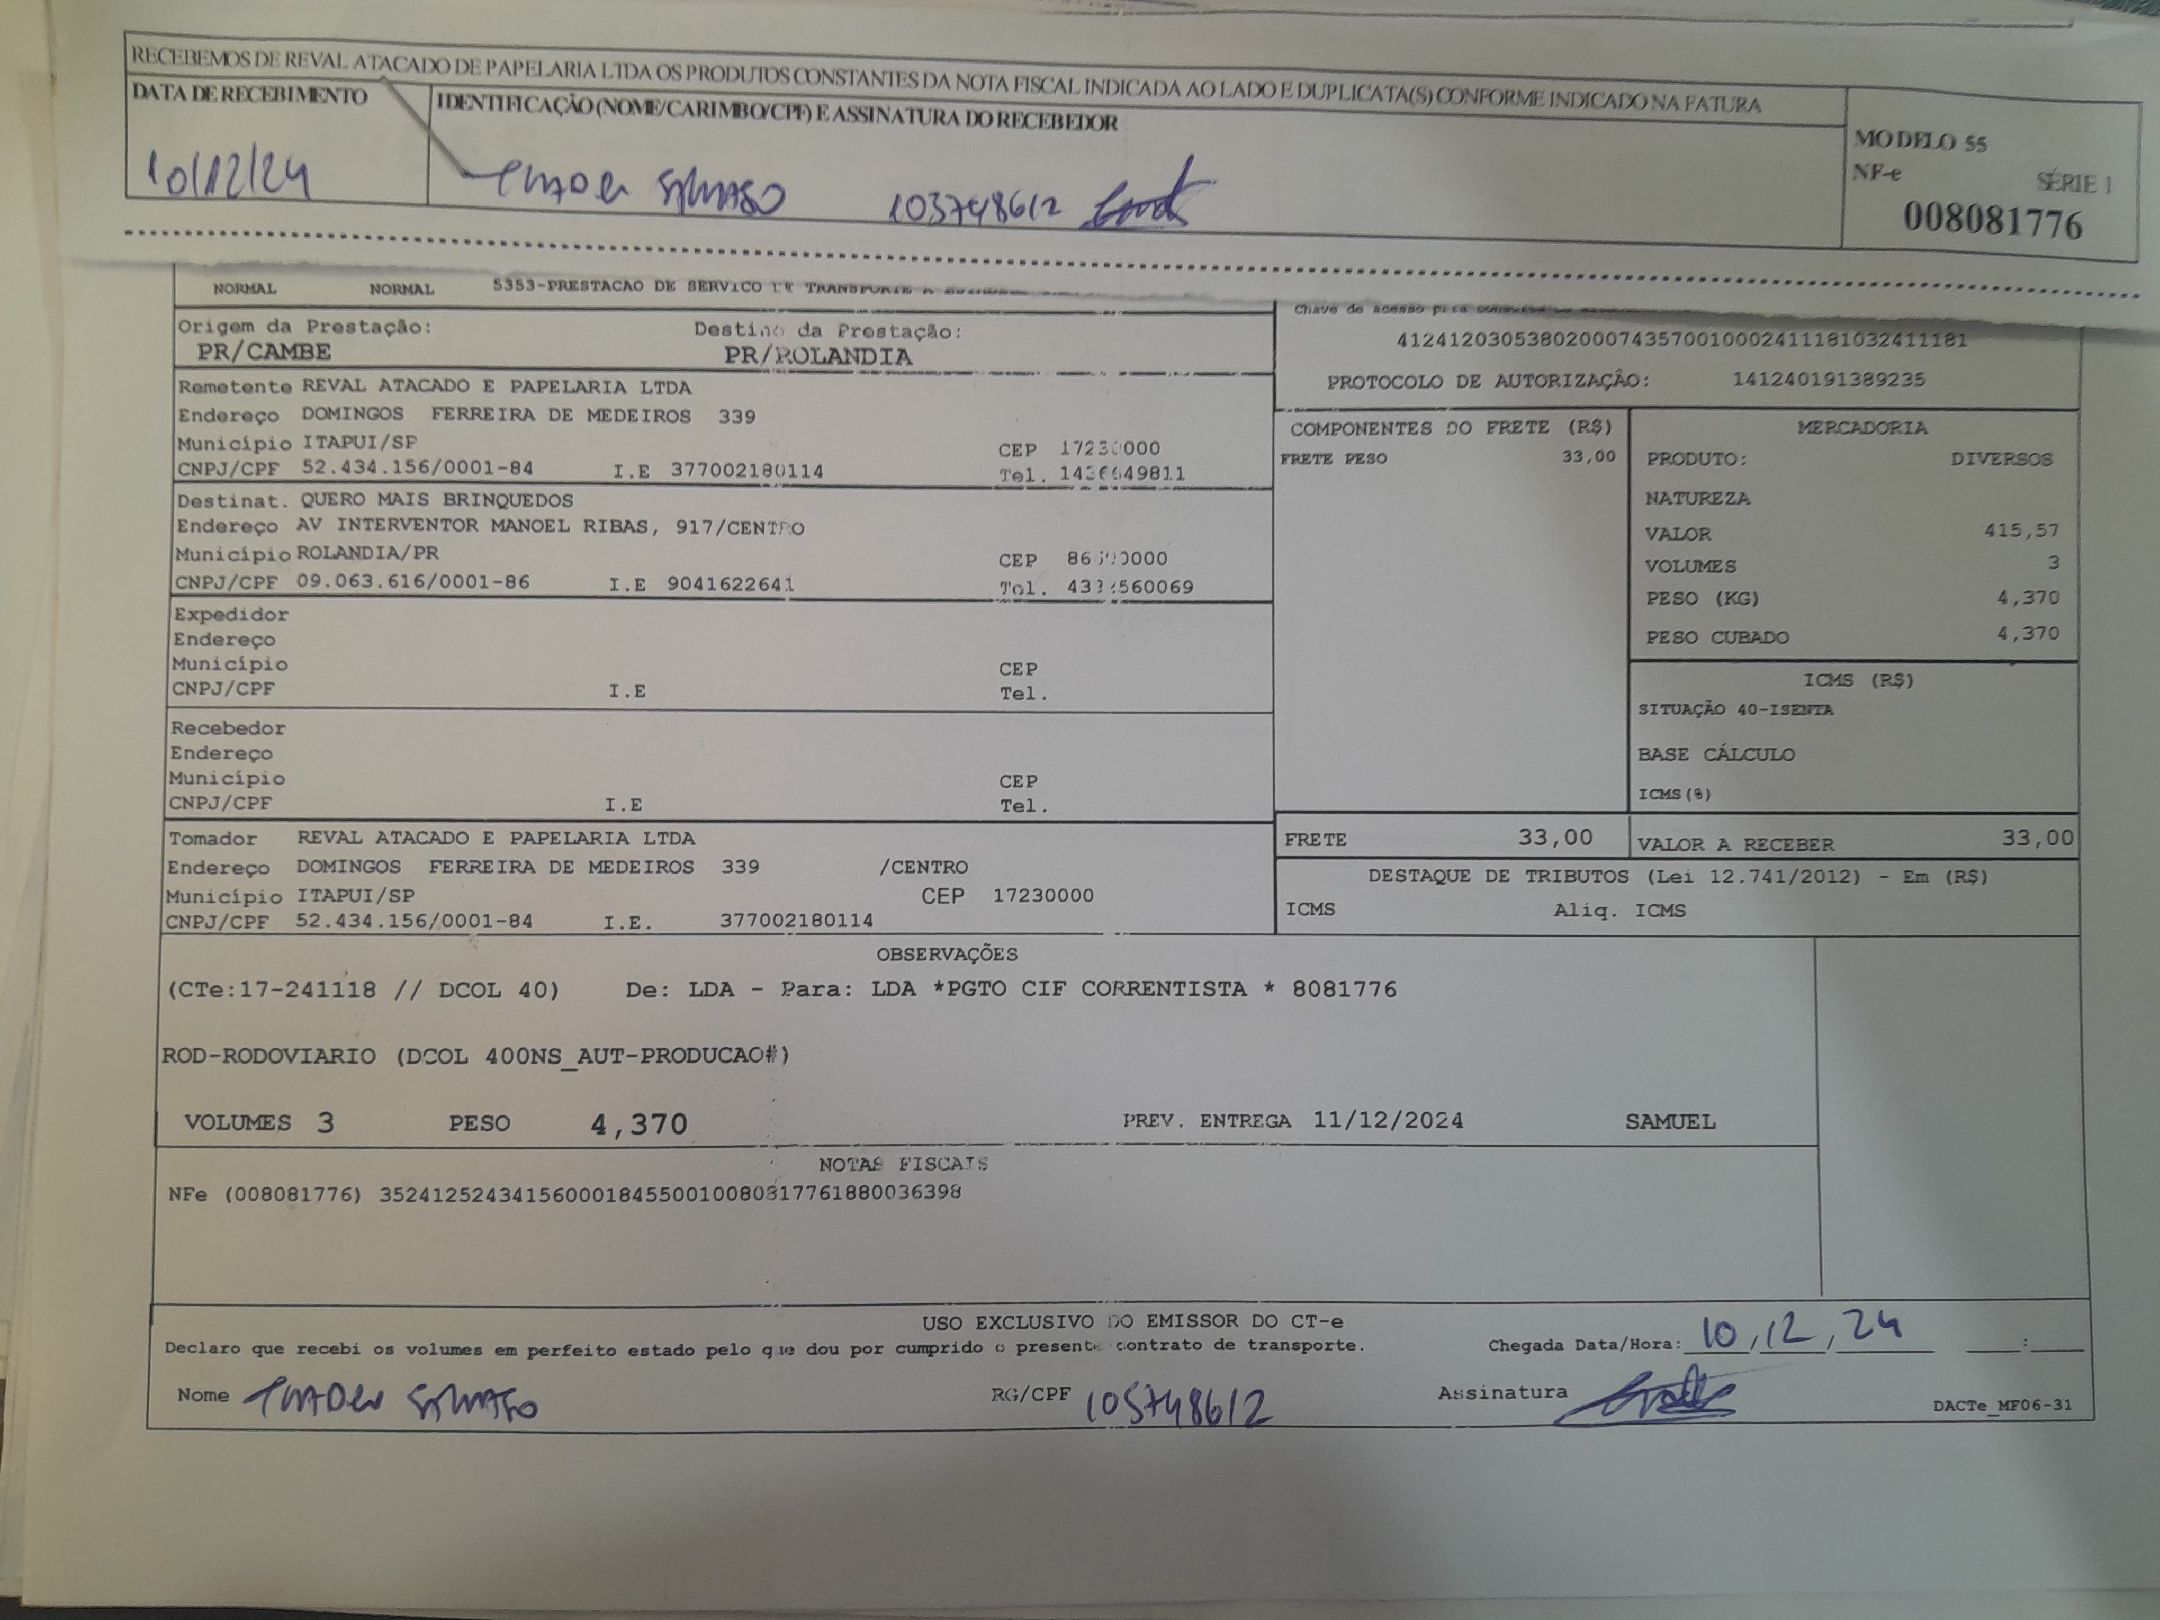 RECEBEMOS DE REVAL ATACADO DE PAPELARIA LTDA OS PRODUTOS CONSTANTES DA NOTA FISCAL INDICADA AO LADO E DUPLICATA(S) CONFORME INDICADO NA FATURA
DATA DE RECEBIMENTO
10/12/24
IDENTIFICAÇÃO (NOME/CARIMBO/CPF) E ASSINATURA DO RECEBEDOR
103748612
MODELO 55
NF-e SÉRIE 1
008081776
NORMAL NORMAL 5353-PRESTACAO DE SERVICO DE TRANSPORTE A
Origem da Prestação: Destino da Prestação:
PR/CAMBE PR/ROLANDIA
Chave de acesso para
41241203053802000743570010002411181032411181
PROTOCOLO DE AUTORIZAÇÃO: 141240191389235
Remetente REVAL ATACADO E PAPELARIA LTDA
Endereço DOMINGOS FERREIRA DE MEDEIROS 339
Município ITAPUI/SP CEP 17230000
CNPJ/CPF 52.434.156/0001-84 I.E 377002180114 Tel.
Destinat. QUERO MAIS BRINQUEDOS
Endereço AV INTERVENTOR MANOEL RIBAS, 917/CENTRO
Município ROLANDIA/PR CEP
CNPJ/CPF 09.063.616/0001-86 I.E 9041622641 Tel.
Expedidor
Endereço
Município CEP
CNPJ/CPF I.E Tel.
Recebedor
Endereço
Município CEP
CNPJ/CPF I.E Tel.
Tomador REVAL ATACADO E PAPELARIA LTDA
Endereço DOMINGOS FERREIRA DE MEDEIROS 339 /CENTRO
Município ITAPUI/SP CEP 17230000
CNPJ/CPF 52.434.156/0001-84 I.E. 377002180114
COMPONENTES DO FRETE (R$)
FRETE PESO 33,00
MERCADORIA
PRODUTO: DIVERSOS
NATUREZA
VALOR 415,57
VOLUMES 3
PESO (KG) 4,370
PESO CUBADO 4,370
ICMS (R$)
SITUAÇÃO 40-ISENTA
BASE CÁLCULO
ICMS(%)
FRETE 33,00 VALOR A RECEBER 33,00
DESTAQUE DE TRIBUTOS (Lei 12.741/2012) - Em (R$)
ICMS Aliq. ICMS
OBSERVAÇÕES
(CTe:17-241118 // DCOL 40) De: LDA - Para: LDA *PGTO CIF CORRENTISTA * 8081776
ROD-RODOVIARIO (DCOL 400NS_AUT-PRODUCAO#)
VOLUMES 3 PESO 4,370 PREV. ENTREGA 11/12/2024 SAMUEL
NOTAS FISCAIS
NFe (008081776) 35241252434156000184550010080817761880036398
USO EXCLUSIVO DO EMISSOR DO CT-e
Declaro que recebi os volumes em perfeito estado pelo que dou por cumprido o presente contrato de transporte.
Chegada Data/Hora: 10/12/24 :
Nome
RG/CPF 105748612
Assinatura
DACTe_MF06-31